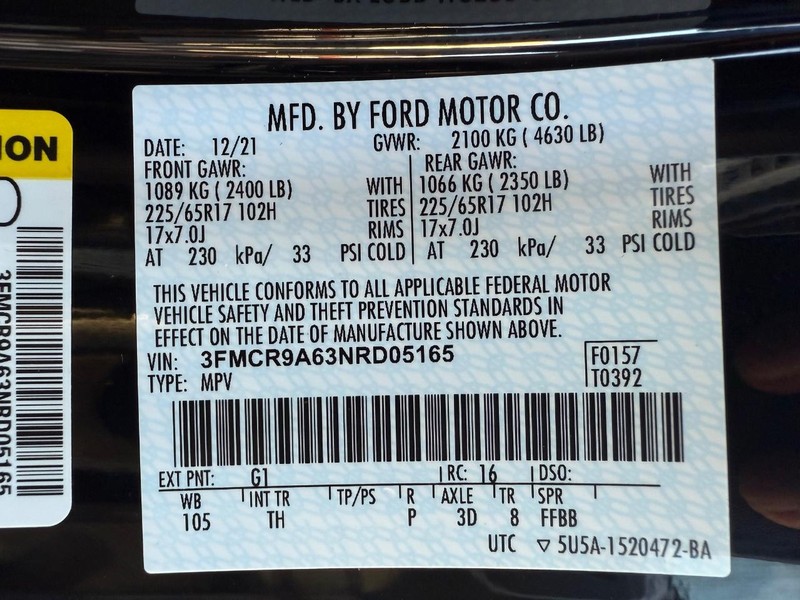 MFD. BY FORD MOTOR CO.
DATE: 12/21 GVWR: 2100 KG ( 4630 LB)
FRONT GAWR: REAR GAWR:
1089 KG ( 2400 LB) WITH 1066 KG ( 2350 LB) WITH
225/65R17 102H TIRES 225/65R17 102H TIRES
17x7.0J RIMS 17x7.0J RIMS
AT 230 kPa/ 33 PSI COLD AT 230 kPa/ 33 PSI COLD
THIS VEHICLE CONFORMS TO ALL APPLICABLE FEDERAL MOTOR
VEHICLE SAFETY AND THEFT PREVENTION STANDARDS IN
EFFECT ON THE DATE OF MANUFACTURE SHOWN ABOVE.
VIN: 3FMCR9A63NRD05165 F0157
TYPE: MPV T0392
EXT PNT: G1 RC: 16 DSO:
WB INT TR TP/PS R AXLE TR SPR
105 TH P 3D 8 FFBB
UTC ▽ 5U5A-1520472-BA
ION
3FMCR9A63NRD05165